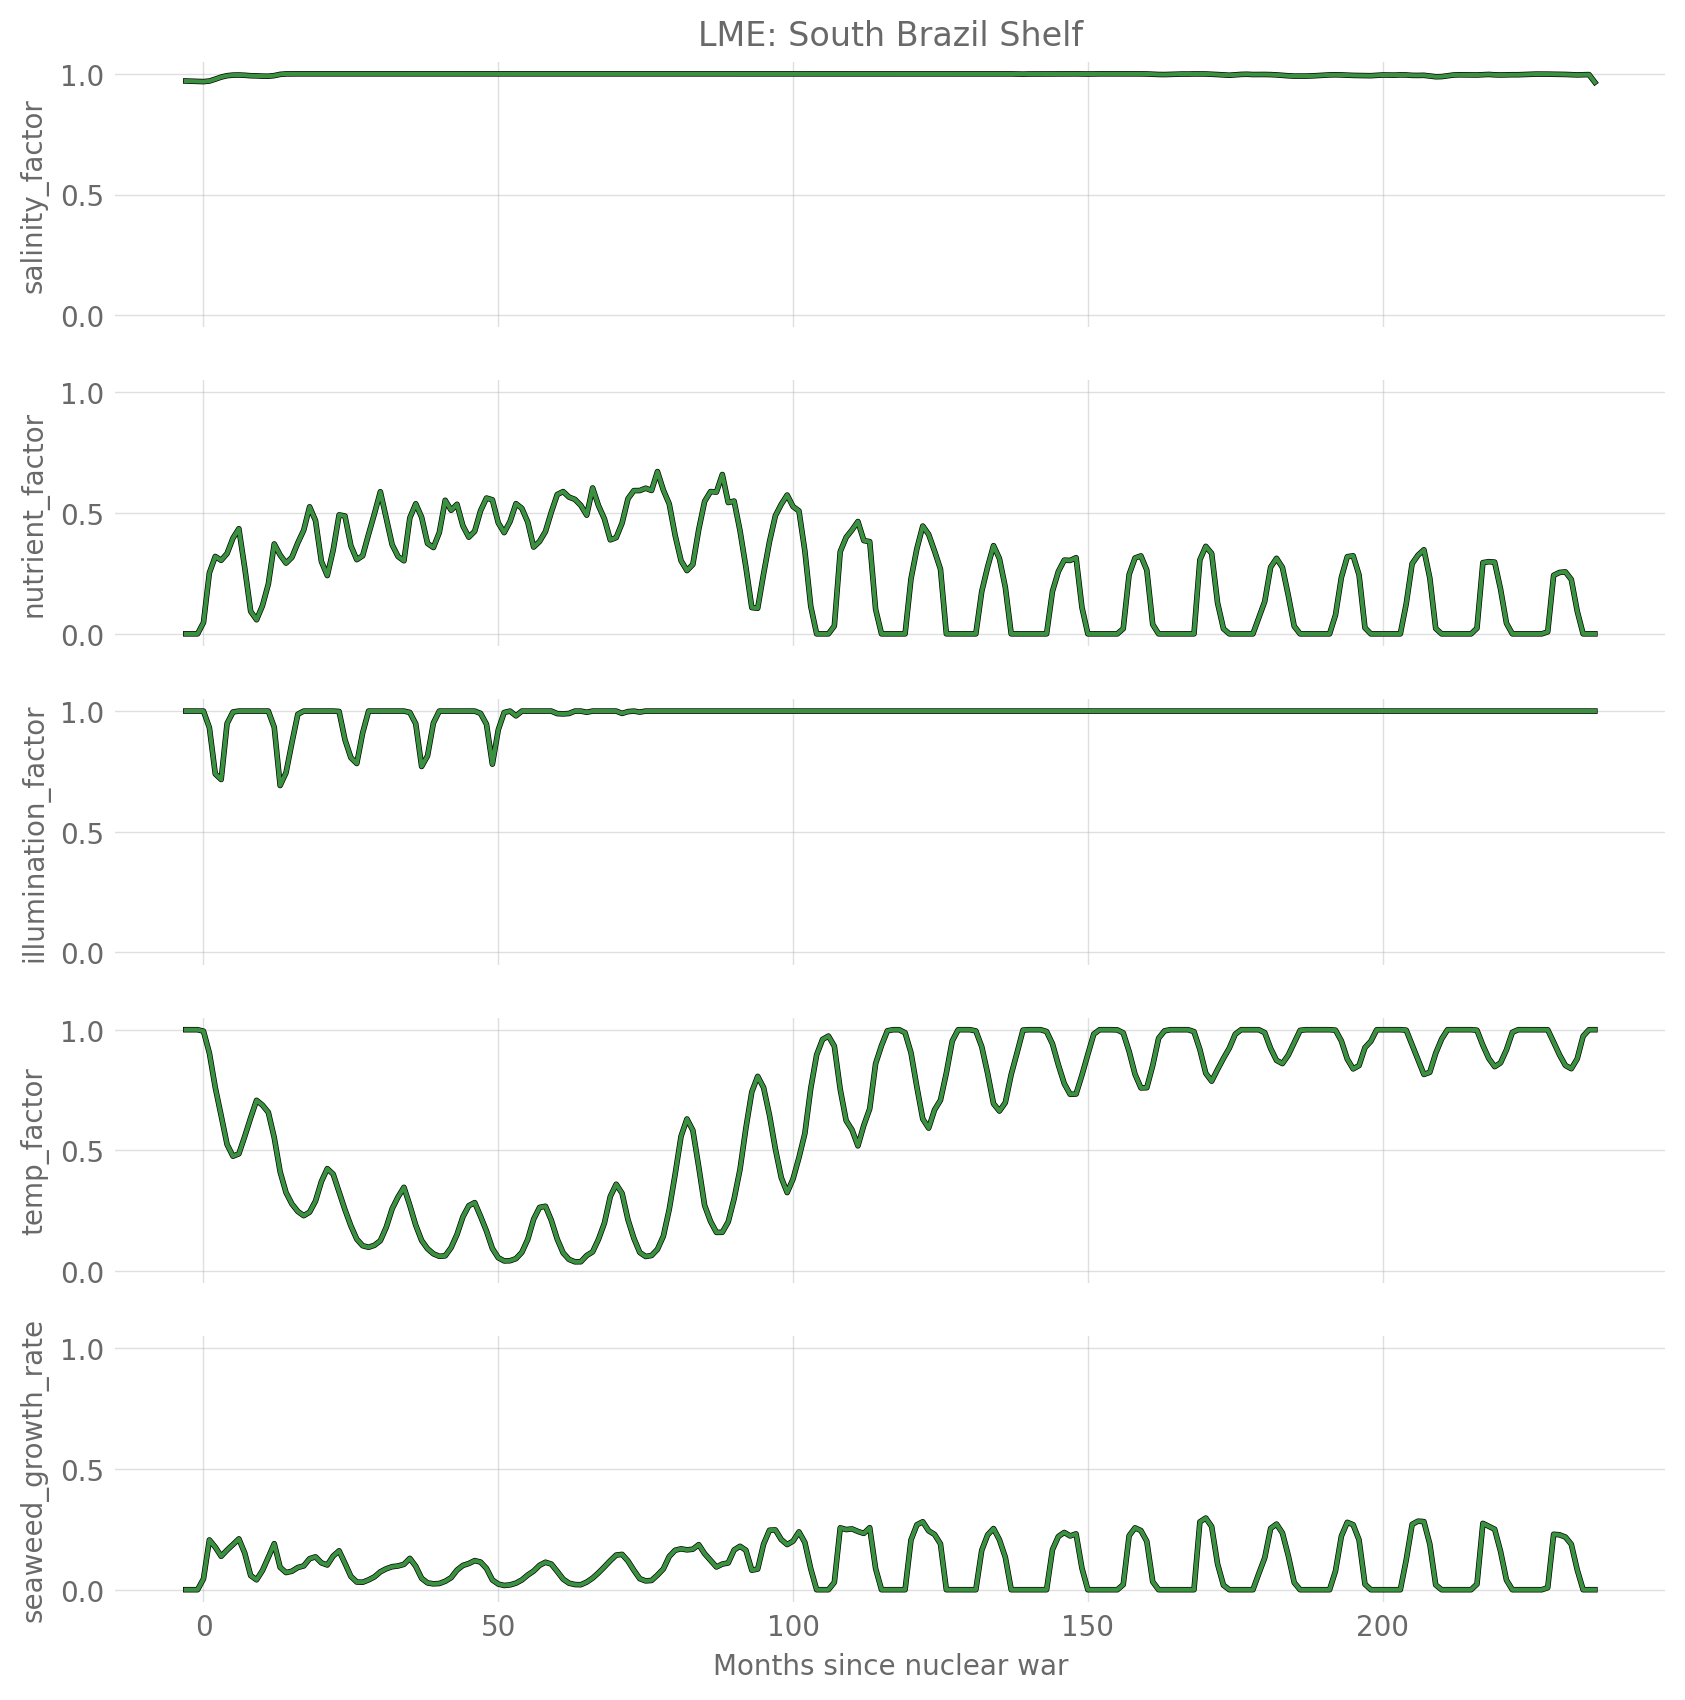 LME: South Brazil Shelf
salinity_factor
1.0
0.5
0.0
nutrient_factor
1.0
0.5
0.0
illumination_factor
1.0
0.5
0.0
temp_factor
1.0
0.5
0.0
seaweed_growth_rate
1.0
0.5
0.0
0 50 100 150 200
Months since nuclear war